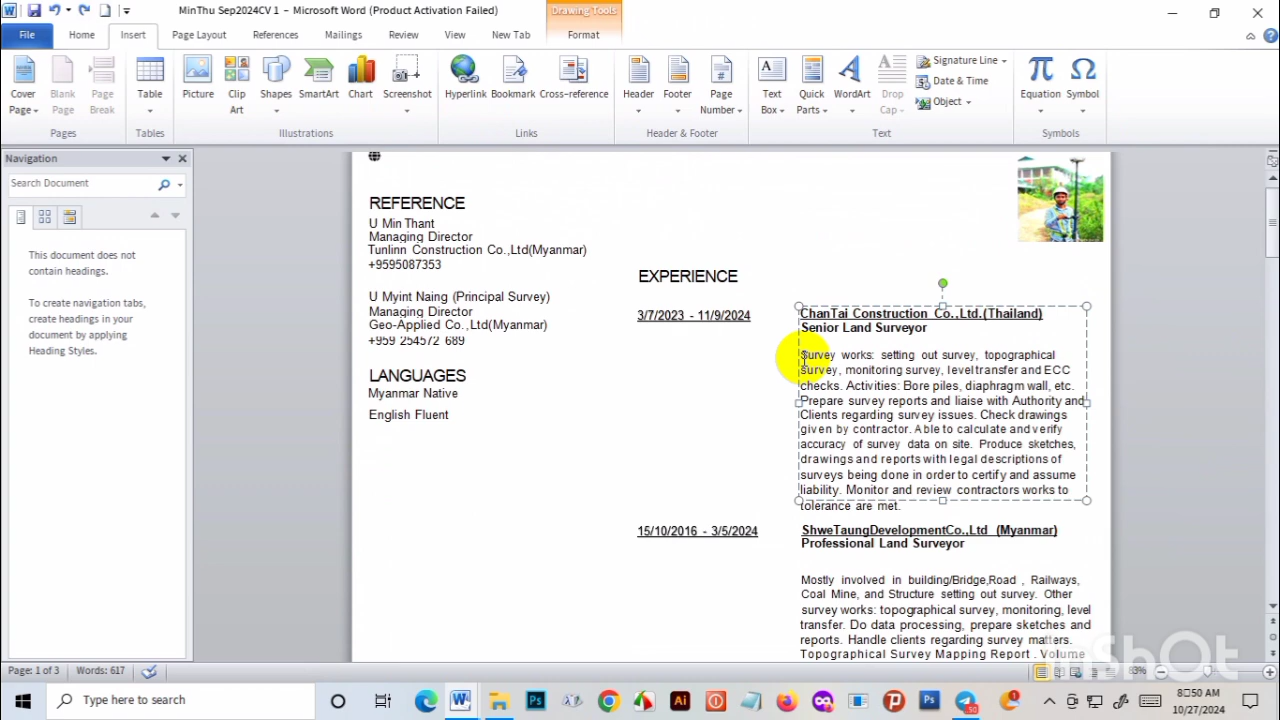 MinThu Sep2024CV 1 - Microsoft Word (Product Activation Failed)
Drawing Tools
File Home Insert Page Layout References Mailings Review View New Tab Format
Cover Page Blank Page Page Break Table Picture Clip Art Shapes SmartArt Chart Screenshot Hyperlink Bookmark Cross-reference Header Footer Page Number Text Box Quick Parts WordArt Drop Cap Equation Symbol
Signature Line
Date & Time
Object
Pages Tables Illustrations Links Header & Footer Text Symbols
Navigation
Search Document
This document does not
contain headings.
To create navigation tabs,
create headings in your
document by applying
Heading Styles.
REFERENCE
U Min Thant
Managing Director
Tunlinn Construction Co.,Ltd(Myanmar)
+9595087353
U Myint Naing (Principal Survey)
Managing Director
Geo-Applied Co.,Ltd(Myanmar)
+959 254572 689
LANGUAGES
Myanmar Native
English Fluent
EXPERIENCE
3/7/2023 - 11/9/2024
ChanTai Construction Co.,Ltd.(Thailand)
Senior Land Surveyor
Survey works: setting out survey, topographical
survey, monitoring survey, level transfer and ECC
checks. Activities: Bore piles, diaphragm wall, etc.
Prepare survey reports and liaise with Authority and
Clients regarding survey issues. Check drawings
given by contractor. Able to calculate and verify
accuracy of survey data on site. Produce sketches,
drawings and reports with legal descriptions of
surveys being done in order to certify and assume
liability. Monitor and review contractors works to
tolerance are met.
15/10/2016 - 3/5/2024
ShweTaungDevelopmentCo.,Ltd (Myanmar)
Professional Land Surveyor
Mostly involved in building/Bridge,Road , Railways,
Coal Mine, and Structure setting out survey. Other
survey works: topographical survey, monitoring, level
transfer. Do data processing, prepare sketches and
reports. Handle clients regarding survey matters.
Topographical Survey Mapping Report . Volume
InShOt
Page: 1 of 3 Words: 617 83%
Type here to search
8:50 AM
10/27/2024